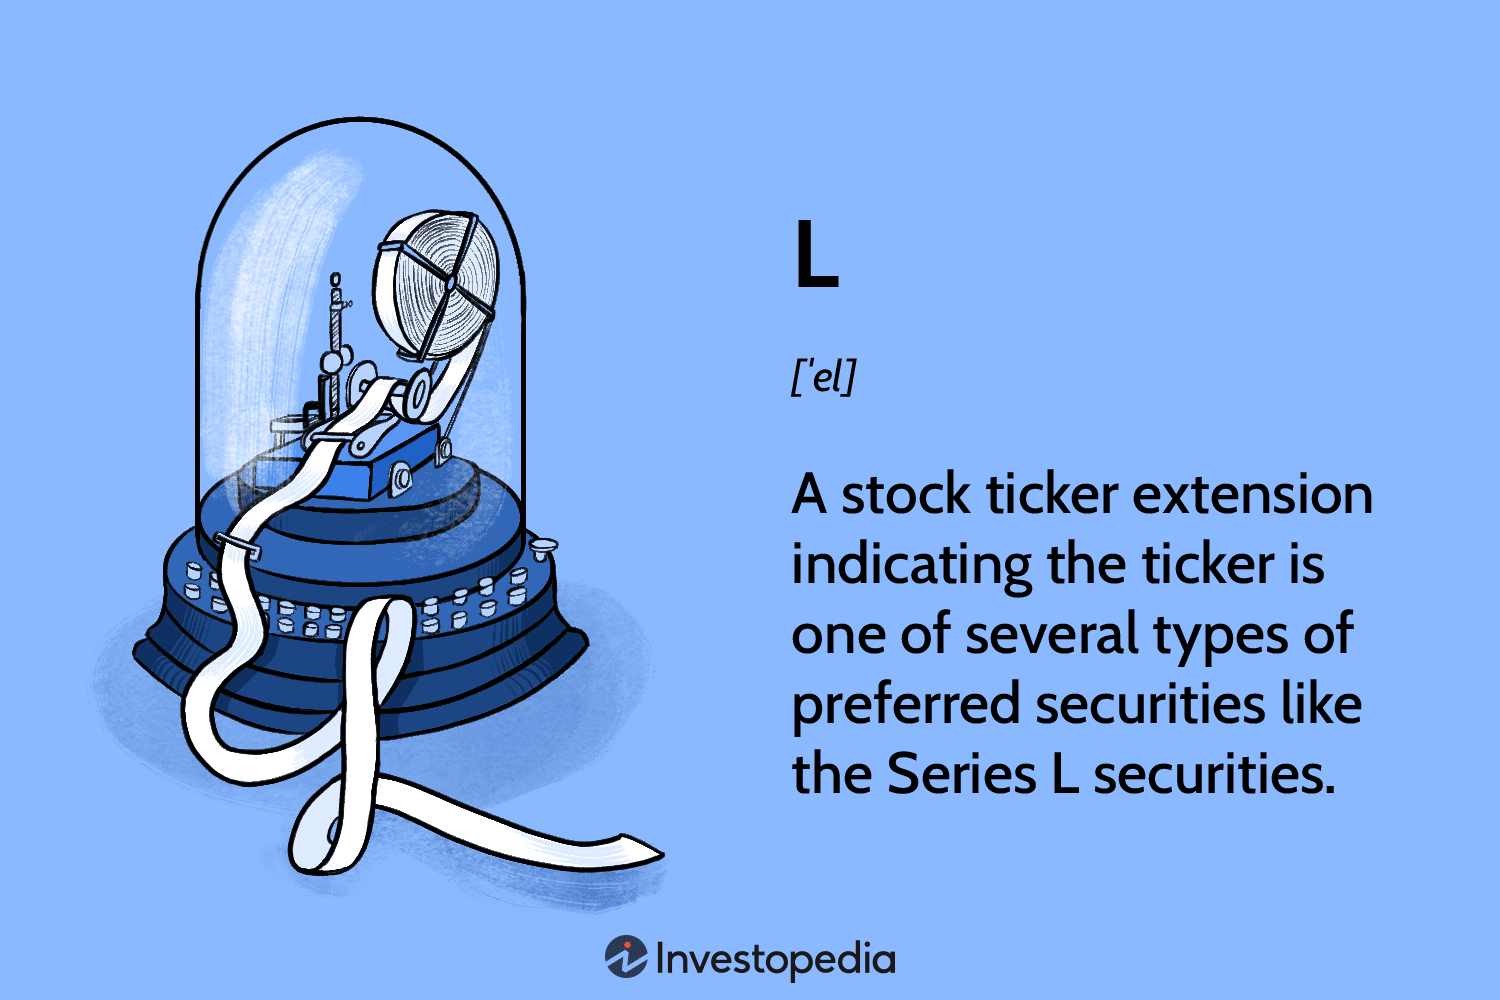 L
['el]
A stock ticker extension
indicating the ticker is
one of several types of
preferred securities like
the Series L securities.
Investopedia